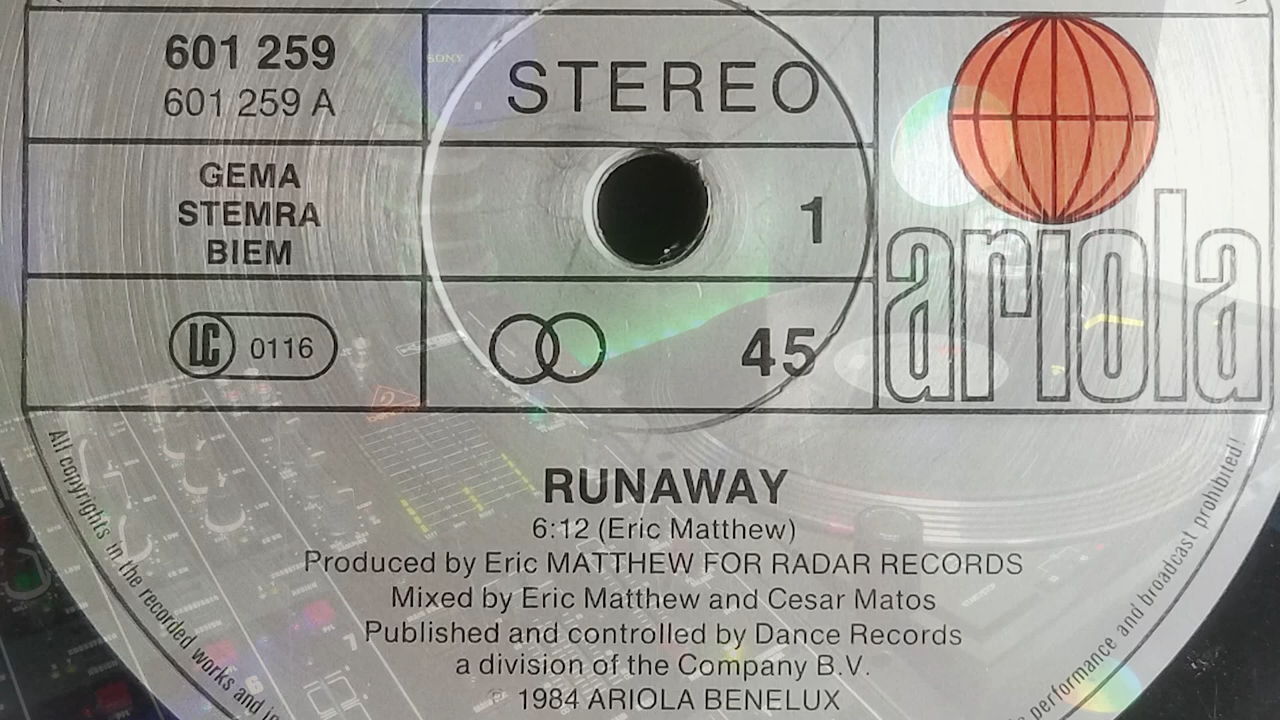 601 259
601 259 A
STEREO
GEMA
STEMRA
BIEM
1
LC 0116
45
ariola
SONY
RUNAWAY
6:12 (Eric Matthew)
Produced by Eric MATTHEW FOR RADAR RECORDS
Mixed by Eric Matthew and Cesar Matos
Published and controlled by Dance Records
a division of the Company B.V.
℗ 1984 ARIOLA BENELUX
All copyrights in the recorded works and in
performance and broadcast prohibited!